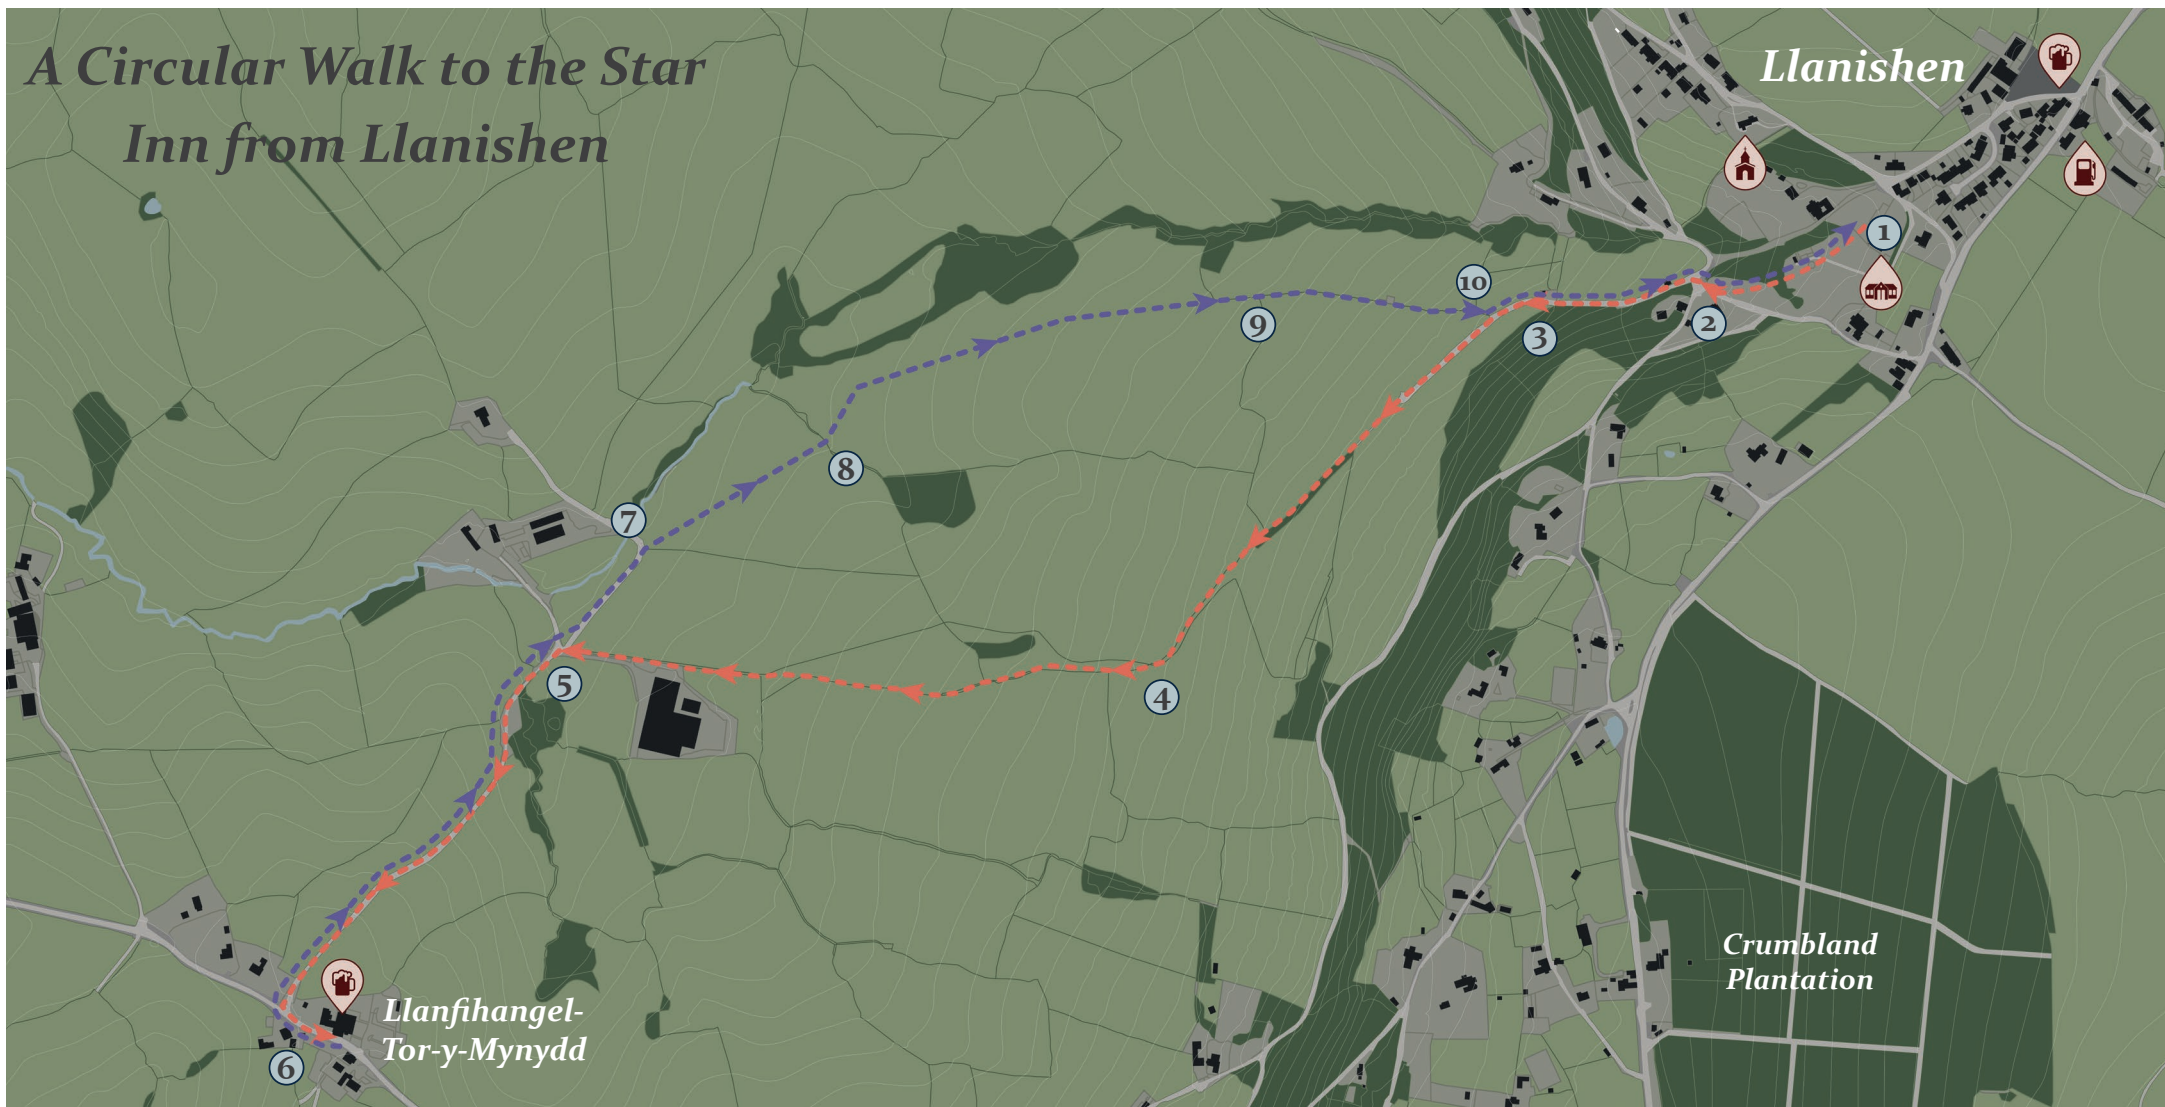 A Circular Walk to the Star
Inn from Llanishen
Llanishen
1
10
2
9
3
8
7
5
4
Crumbland
Plantation
Llanfihangel-
Tor-y-Mynydd
6